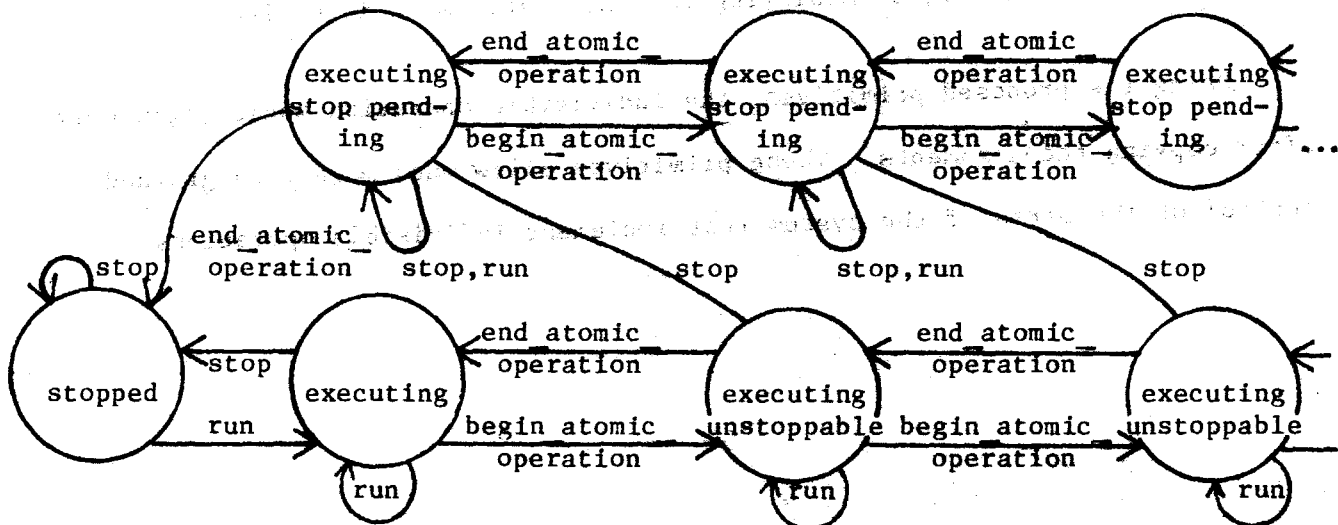 end_atomic_
operation
end_atomic_
operation
executing
stop pend-
ing
executing
stop pend-
ing
executing
stop pend-
ing
begin_atomic_
operation
begin_atomic_
operation
...
end_atomic_
operation
stop
stop,run
stop
stop,run
stop
end_atomic_
operation
end_atomic_
operation
stop
stopped
executing
executing
unstoppable
executing
unstoppable
run
begin_atomic_
operation
begin_atomic_
operation
run
run
run